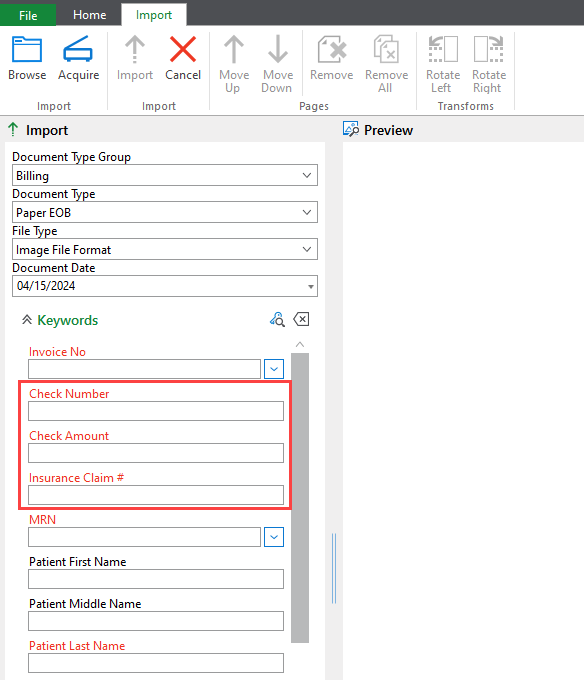 File Home Import
Browse Acquire Import Cancel Move Up Move Down Remove Remove All Rotate Left Rotate Right
Import Import Pages Transforms
Import
Preview
Document Type Group
Billing
Document Type
Paper EOB
File Type
Image File Format
Document Date
04/15/2024
Keywords
Invoice No
Check Number
Check Amount
Insurance Claim #
MRN
Patient First Name
Patient Middle Name
Patient Last Name